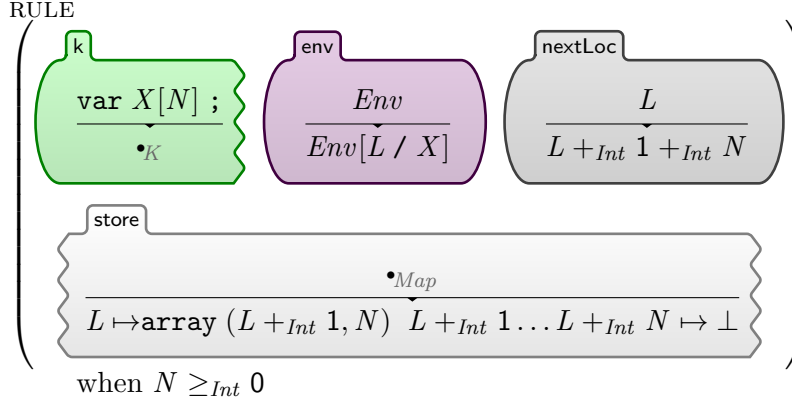 RULE
k
env
nextLoc
var X[N] ;
Env
L
•K
Env[L / X]
L +Int 1 +Int N
store
•Map
L ↦array (L +Int 1, N) L +Int 1 … L +Int N ↦ ⊥
when N ≥Int 0